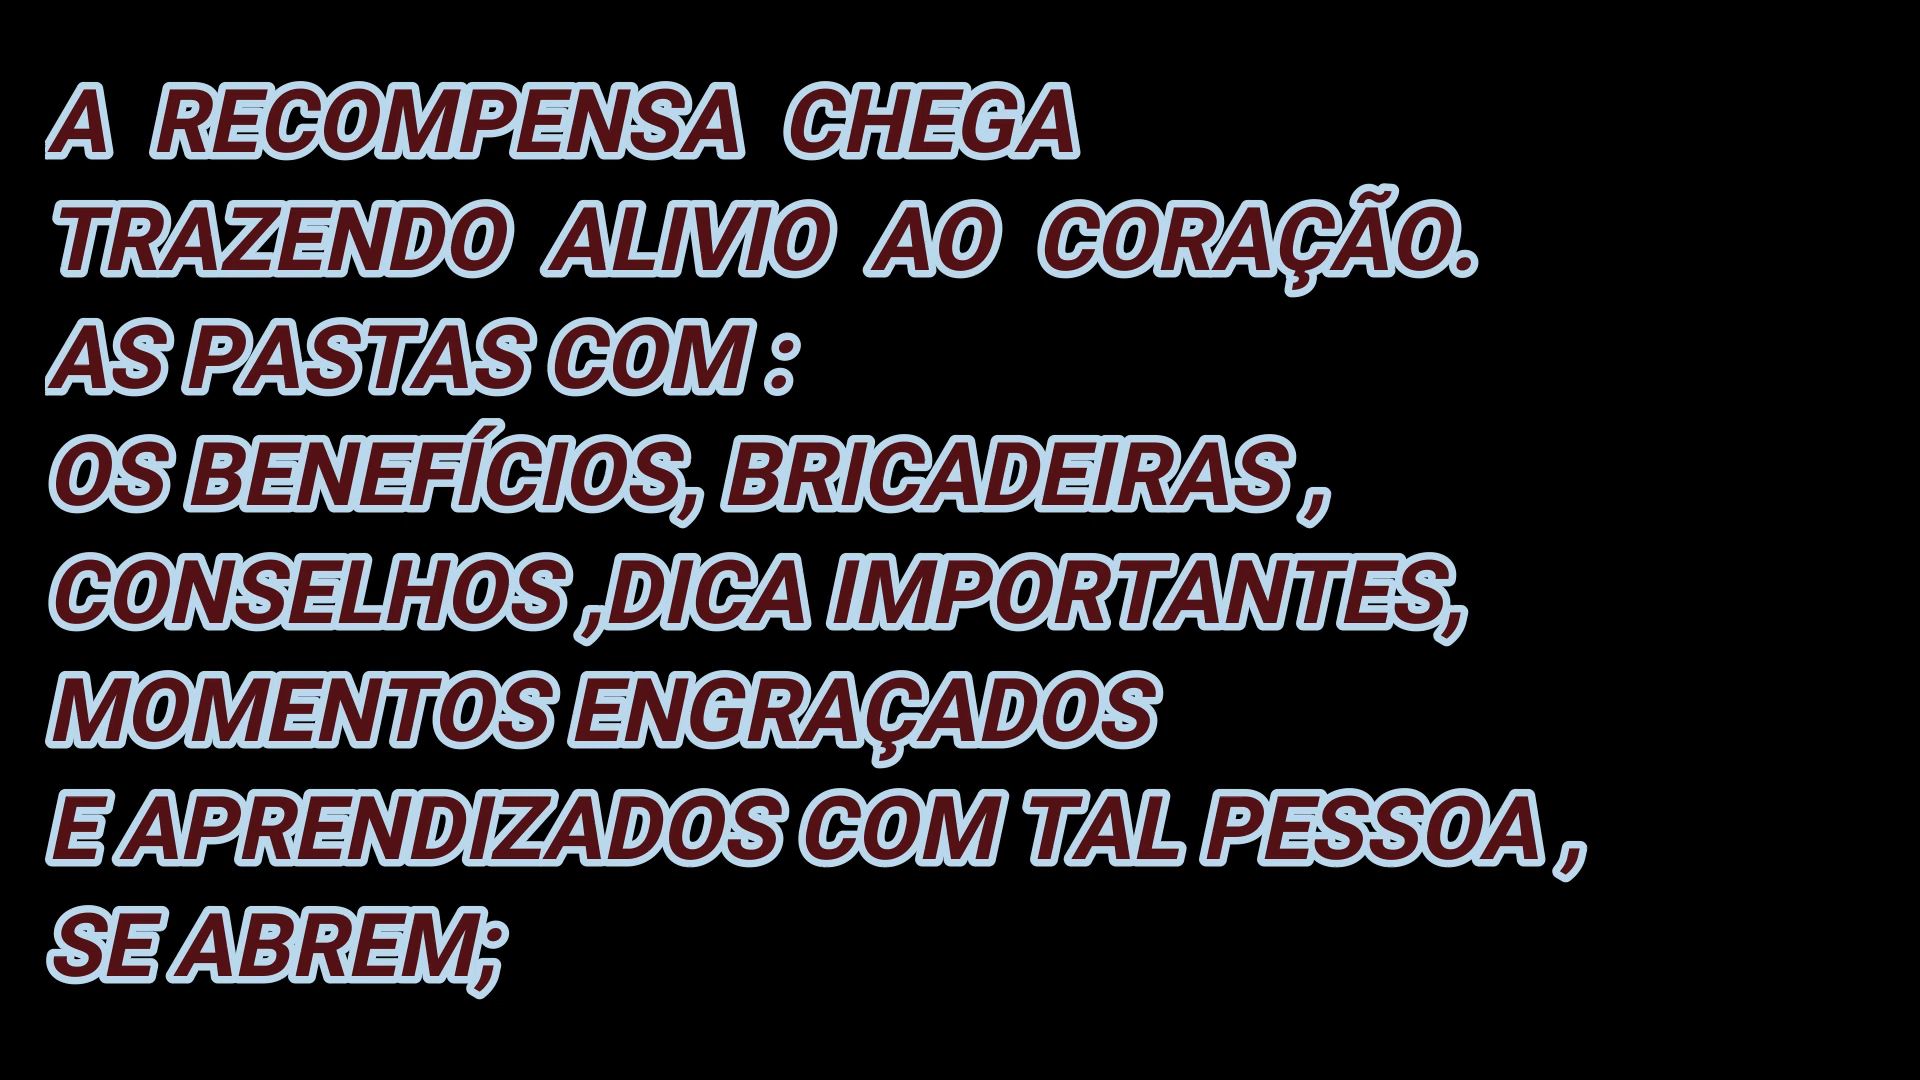 A RECOMPENSA CHEGA
TRAZENDO ALIVIO AO CORAÇÃO.
AS PASTAS COM :
OS BENEFÍCIOS, BRICADEIRAS ,
CONSELHOS ,DICA IMPORTANTES,
MOMENTOS ENGRAÇADOS
E APRENDIZADOS COM TAL PESSOA ,
SE ABREM;